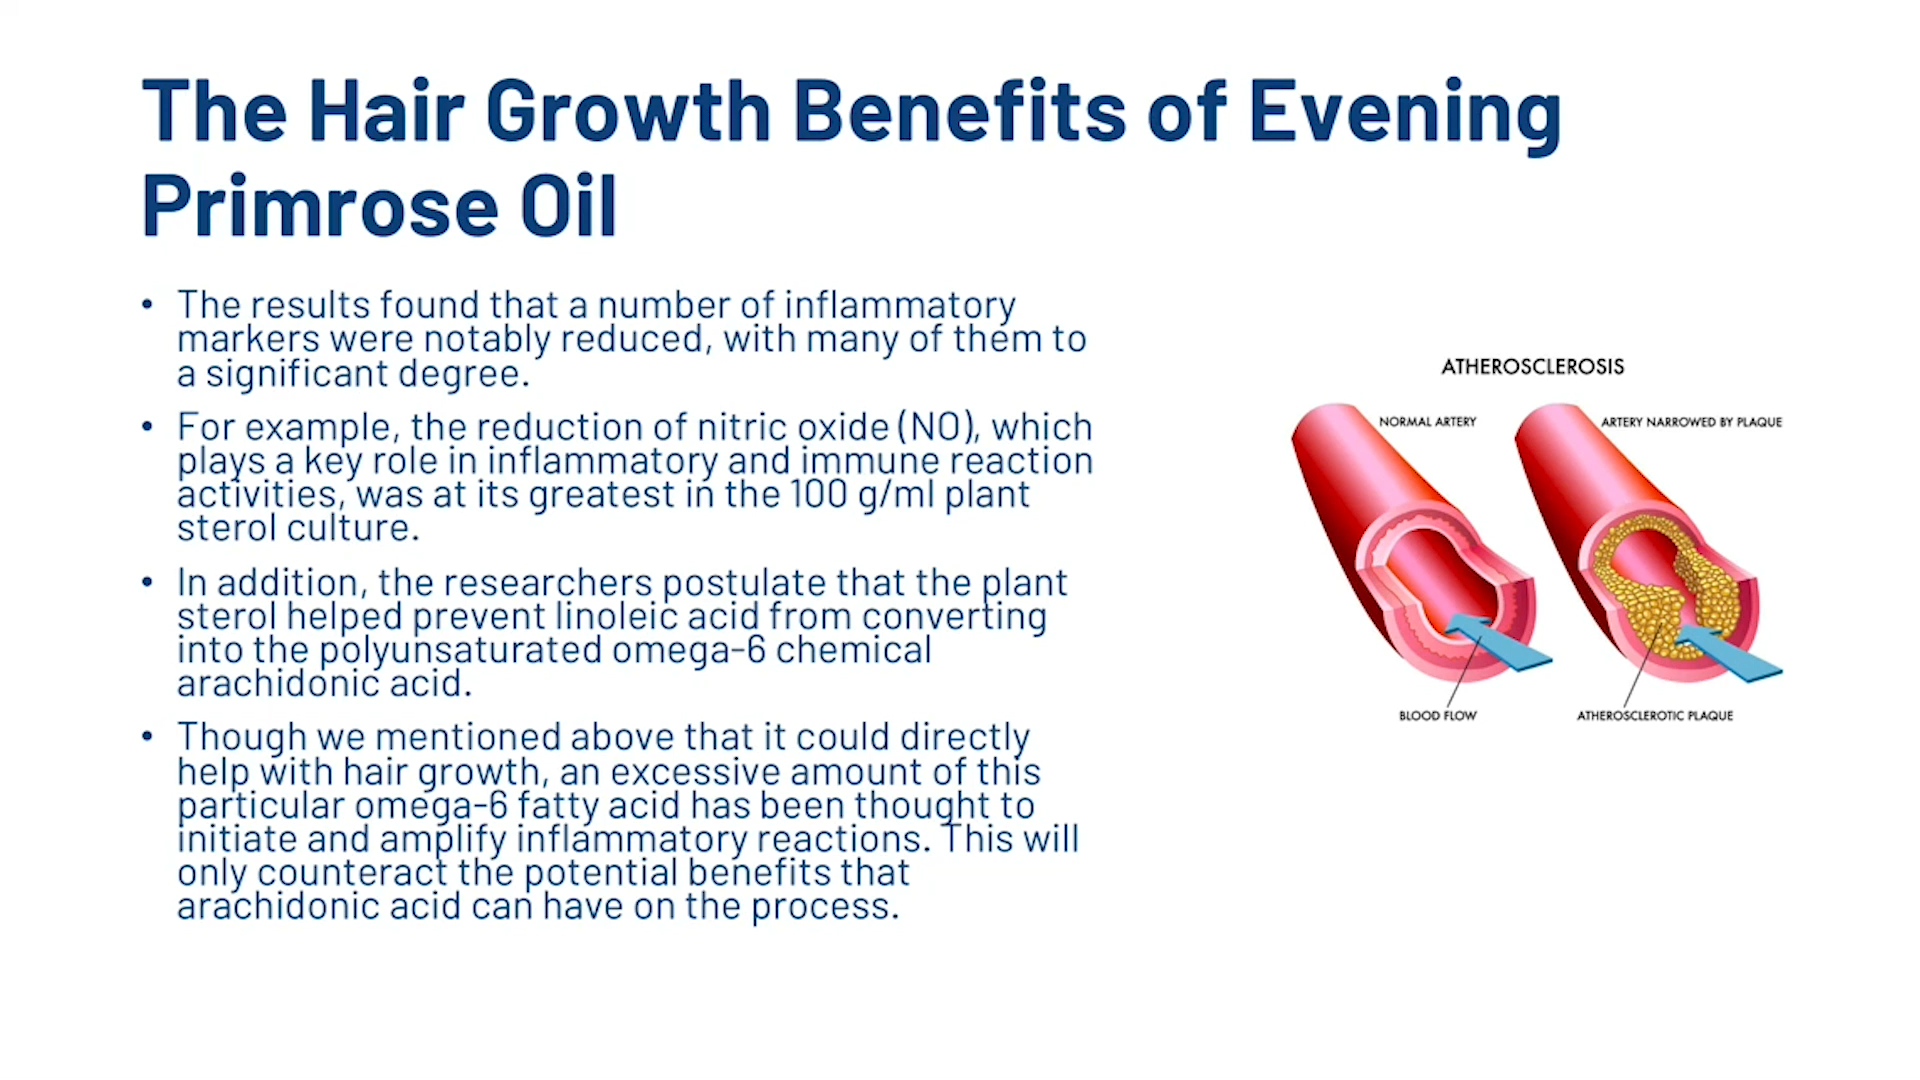 The Hair Growth Benefits of Evening
Primrose Oil
• The results found that a number of inflammatory
markers were notably reduced, with many of them to
a significant degree.
• For example, the reduction of nitric oxide (NO), which
plays a key role in inflammatory and immune reaction
activities, was at its greatest in the 100 g/ml plant
sterol culture.
• In addition, the researchers postulate that the plant
sterol helped prevent linoleic acid from converting
into the polyunsaturated omega-6 chemical
arachidonic acid.
• Though we mentioned above that it could directly
help with hair growth, an excessive amount of this
particular omega-6 fatty acid has been thought to
initiate and amplify inflammatory reactions. This will
only counteract the potential benefits that
arachidonic acid can have on the process.
ATHEROSCLEROSIS
NORMAL ARTERY
ARTERY NARROWED BY PLAQUE
BLOOD FLOW
ATHEROSCLEROTIC PLAQUE